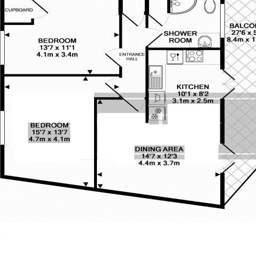 CUPBOARD
BEDROOM
13'7 x 11'1
4.1m x 3.4m
ENTRANCE
HALL
SHOWER
ROOM
BALCO
27'6 x 5
8.4m x 1
KITCHEN
10'1 x 8'2
3.1m x 2.5m
BEDROOM
15'7 x 13'7
4.7m x 4.1m
DINING AREA
14'7 x 12'3
4.4m x 3.7m